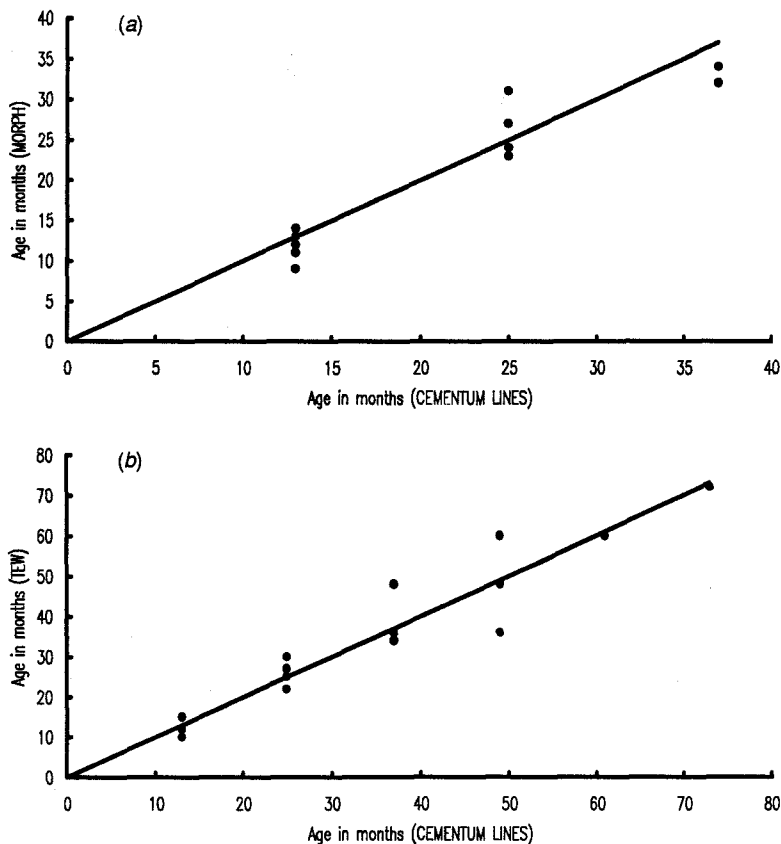 (a)
40
35
30
25
20
15
10
5
0
Age in months (MORPH)
0 5 10 15 20 25 30 35 40
Age in months (CEMENTUM LINES)
(b)
80
70
60
50
40
30
20
10
0
Age in months (TEW)
0 10 20 30 40 50 60 70 80
Age in months (CEMENTUM LINES)